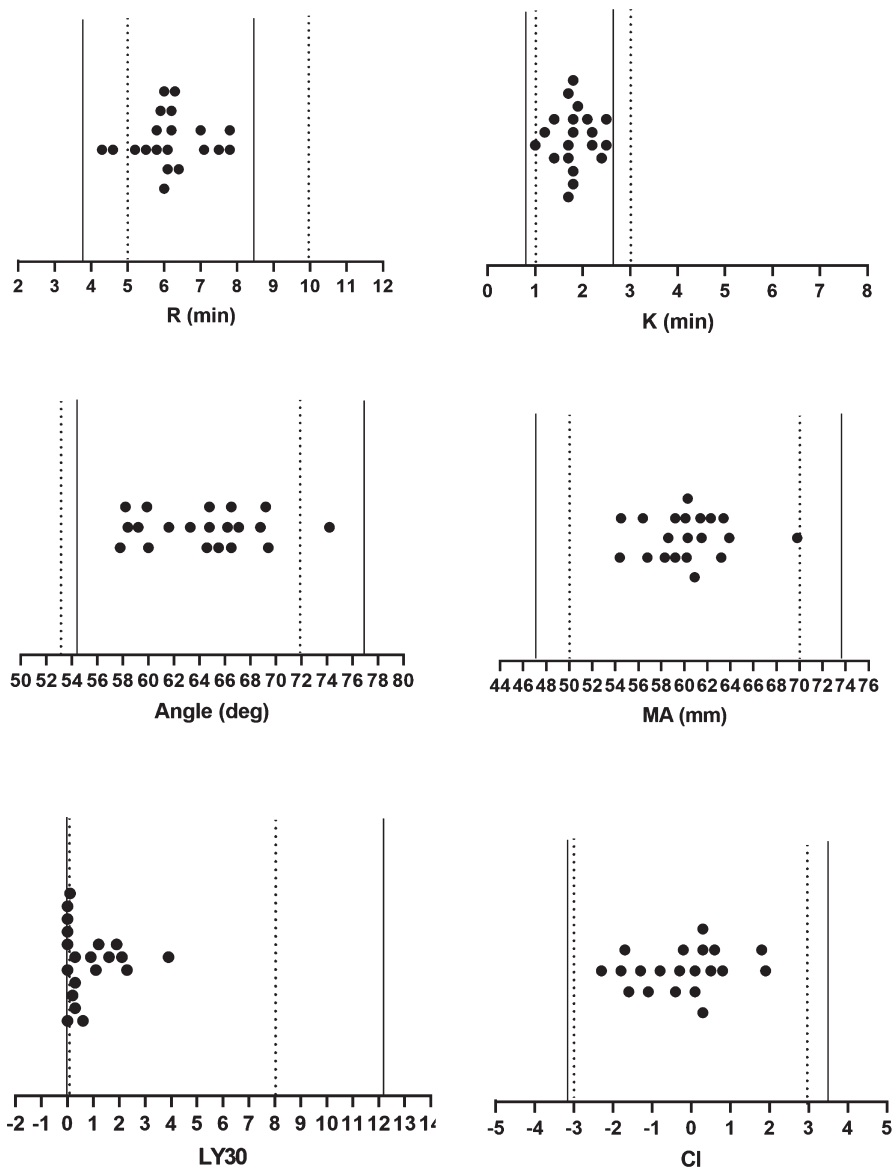 2 3 4 5 6 7 8 9 10 11 12
R (min)
0 1 2 3 4 5 6 7 8
K (min)
50 52 54 56 58 60 62 64 66 68 70 72 74 76 78 80
Angle (deg)
44 46 48 50 52 54 56 58 60 62 64 66 68 70 72 74 76
MA (mm)
-2 -1 0 1 2 3 4 5 6 7 8 9 10 11 12 13 14
LY30
-5 -4 -3 -2 -1 0 1 2 3 4 5
CI